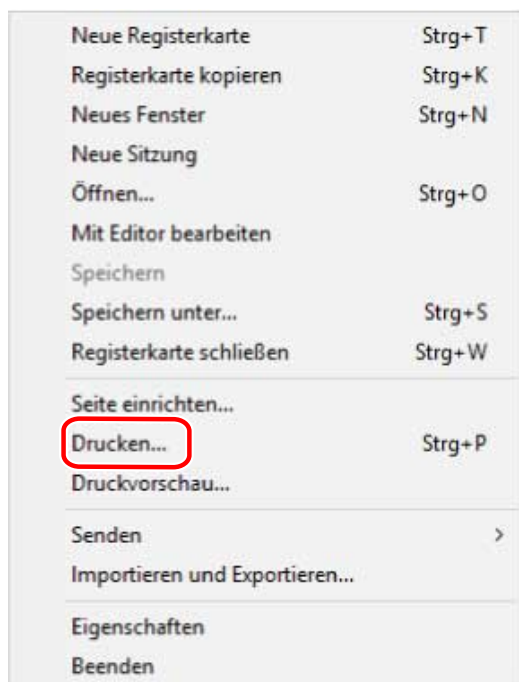 Neue Registerkarte Strg+T
Registerkarte kopieren Strg+K
Neues Fenster Strg+N
Neue Sitzung
Öffnen... Strg+O
Mit Editor bearbeiten
Speichern
Speichern unter... Strg+S
Registerkarte schließen Strg+W
Seite einrichten...
Drucken... Strg+P
Druckvorschau...
Senden >
Importieren und Exportieren...
Eigenschaften
Beenden